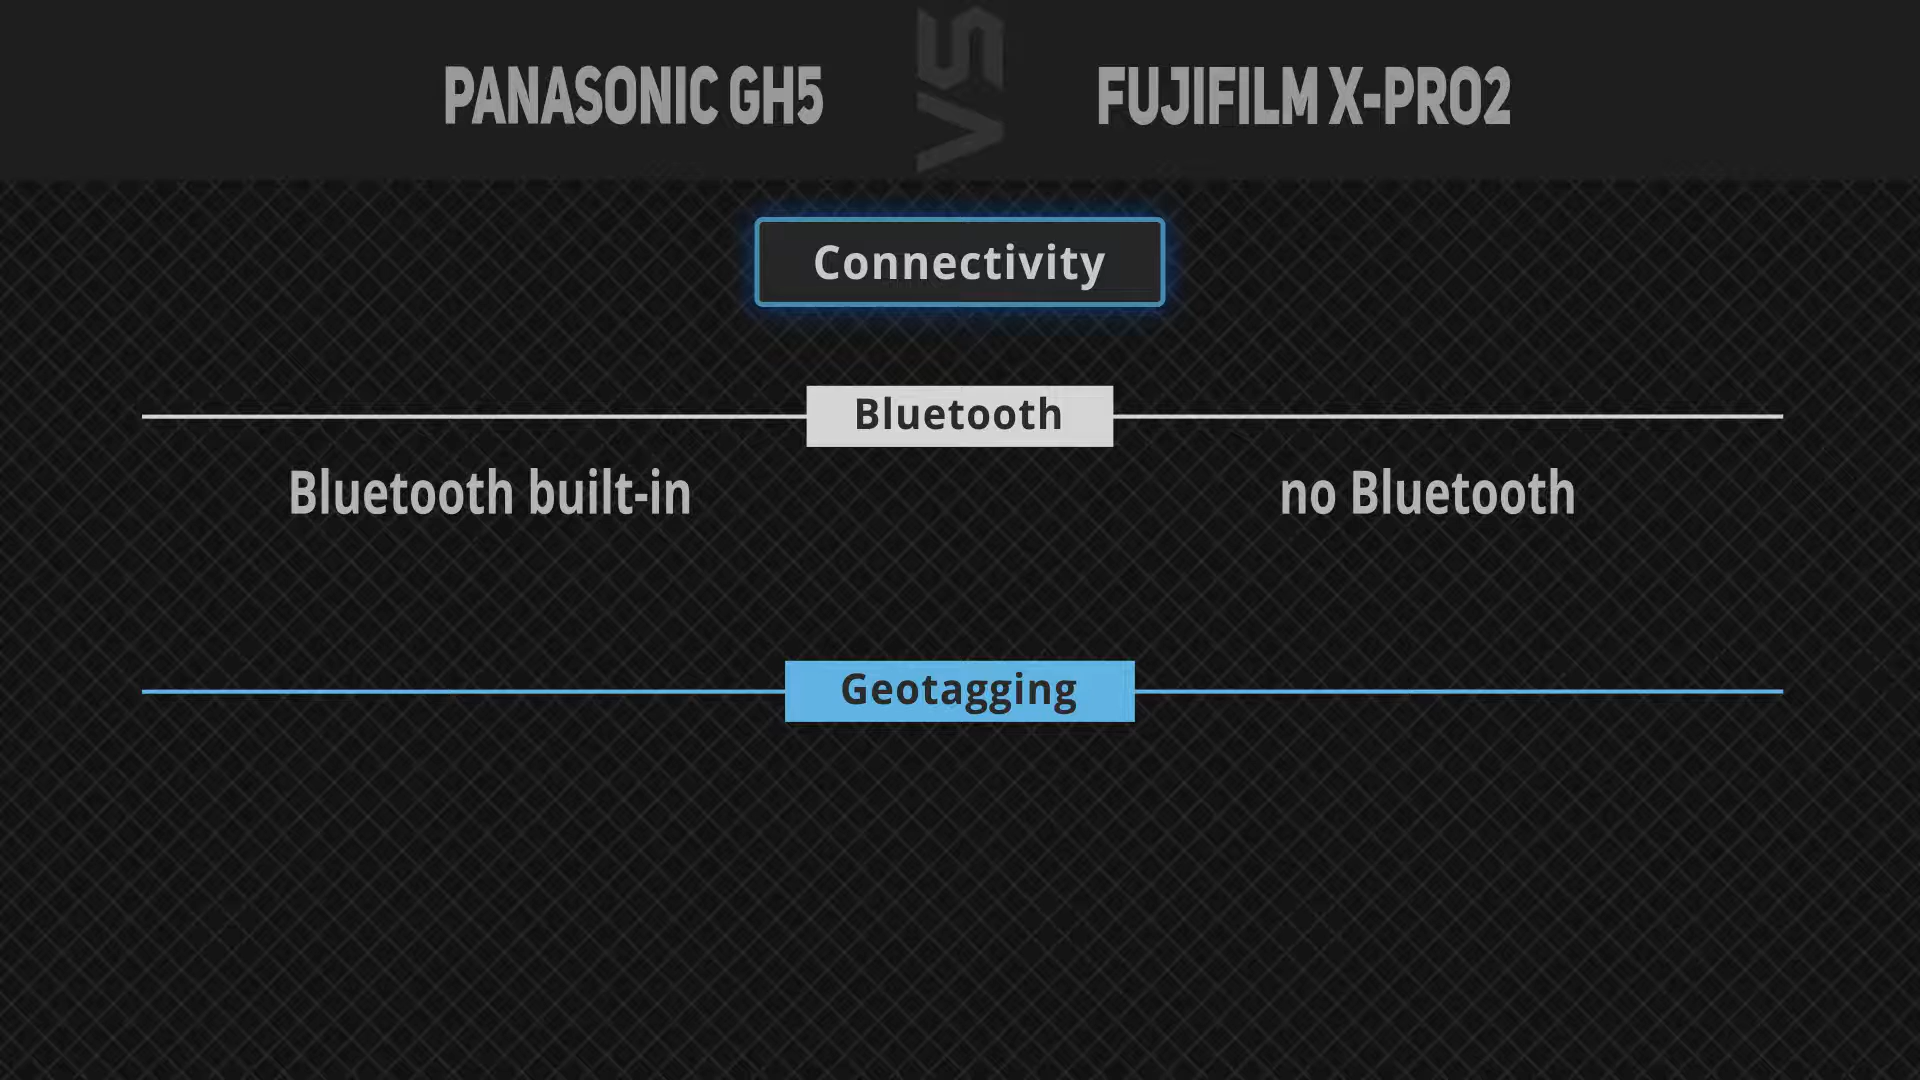 PANASONIC GH5
VS
FUJIFILM X-PRO2
Connectivity
Bluetooth
Bluetooth built-in
no Bluetooth
Geotagging